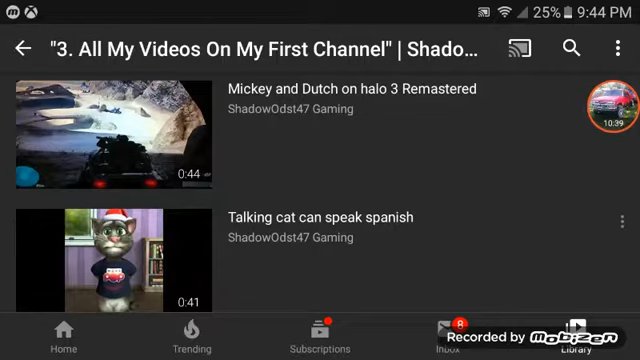 25% 9:44 PM
"3. All My Videos On My First Channel" | Shado...
Mickey and Dutch on halo 3 Remastered
ShadowOdst47 Gaming
10:39
0:44
Talking cat can speak spanish
ShadowOdst47 Gaming
0:41
8
Home
Trending
Subscriptions
Inbox
Library
Recorded by Mobizen